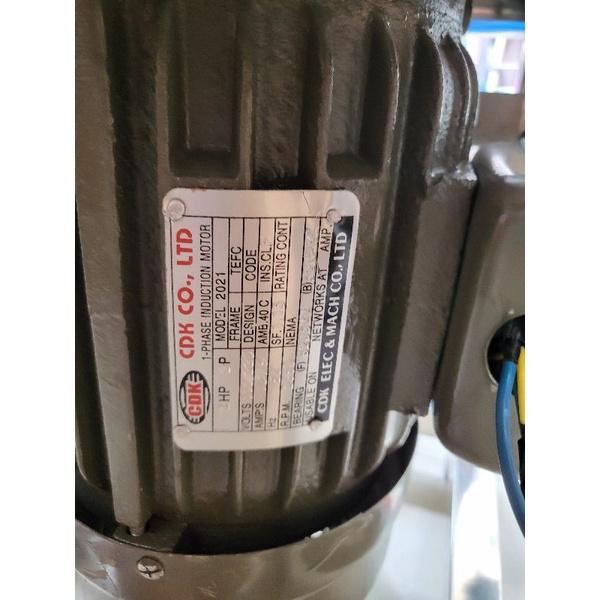 CDK
CDK CO., LTD
1-PHASE INDUCTION MOTOR
MODEL 2021
HP P FRAME TEFC
VOLTS DESIGN CODE
AMP'S AMB.40 C INS.CL
Hz SF RATING CONT
R.P.M NEMA
BEARING (F) (B)
USABLE ON NETWORKS AT AMP
CDK ELEC & MACH CO., LTD